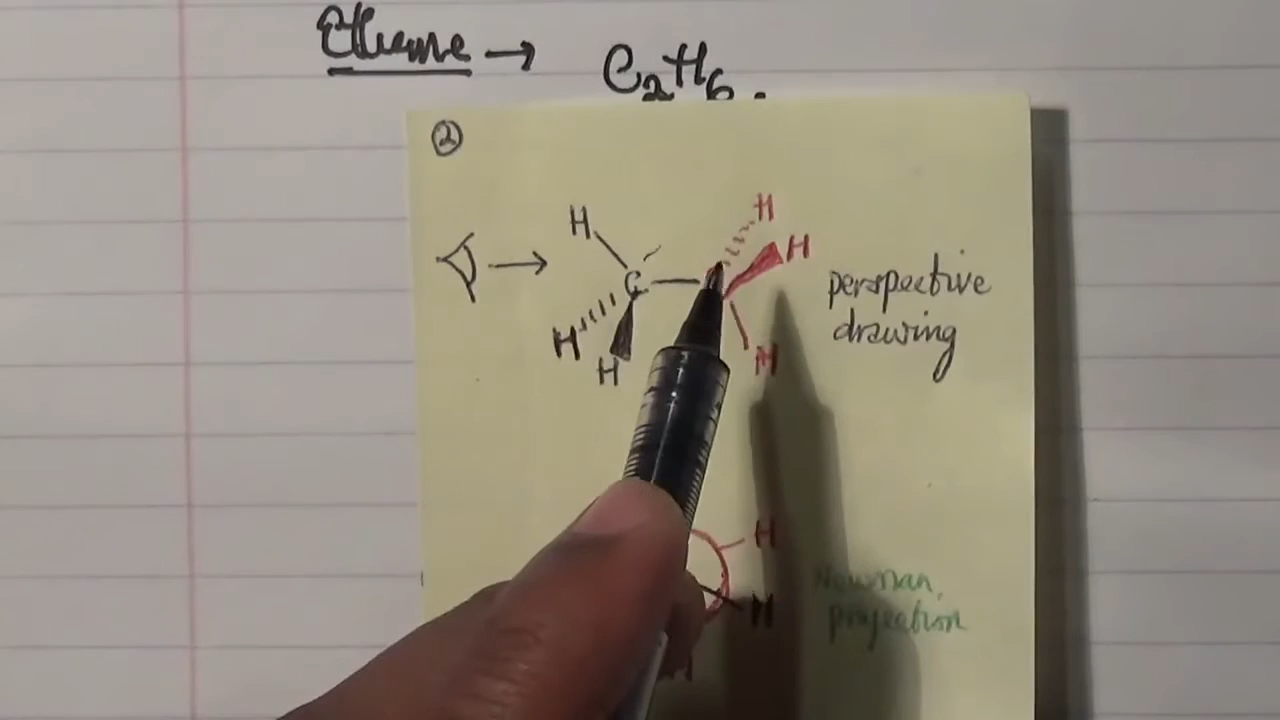 Ethane → C2H6.
②
H
H
C
H
H
H
H
perspective
drawing
H
H
Newman
projection